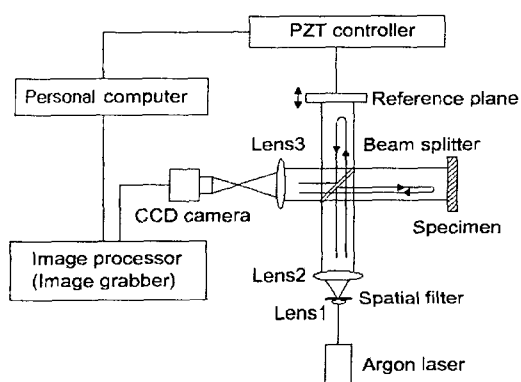 PZT controller
Personal computer
Reference plane
Lens3
Beam splitter
CCD camera
Specimen
Image processor
(Image grabber)
Lens2
Spatial filter
Lens1
Argon laser